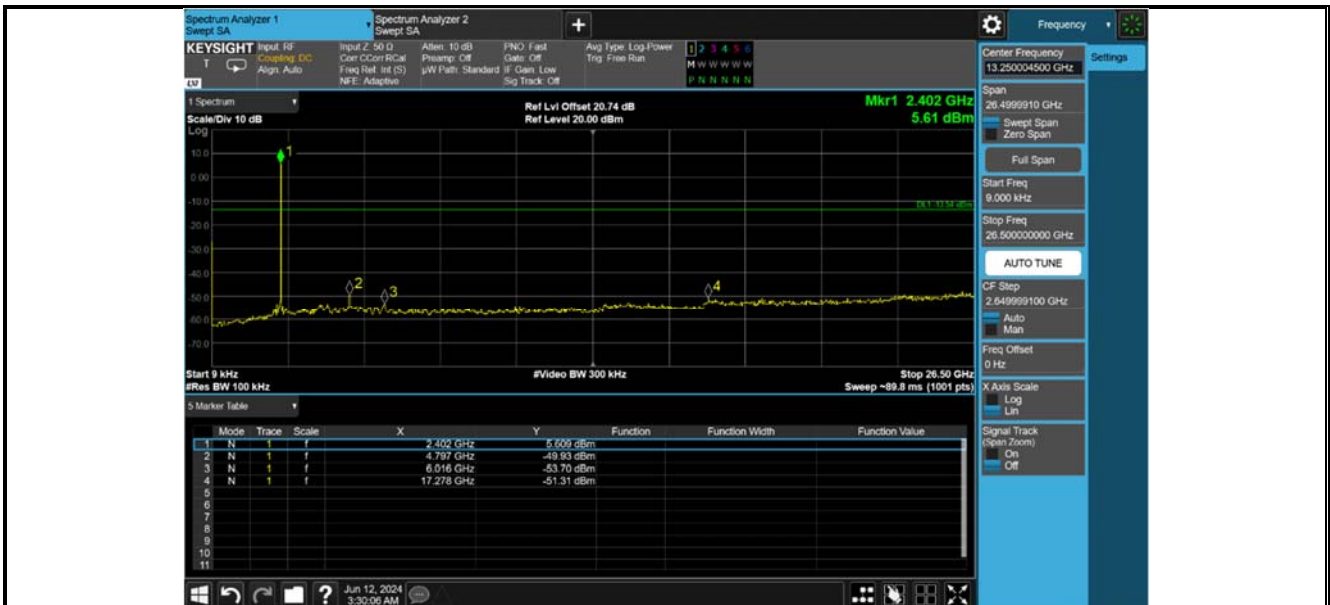 Spectrum Analyzer 1
Swept SA
Spectrum Analyzer 2
Swept SA
+
Frequency
KEYSIGHT
T
LXI
Input: RF
Coupling: DC
Align: Auto
Input Z: 50 Ω
Corr CCorr RCal
Freq Ref: Int (S)
NFE: Adaptive
Atten: 10 dB
Preamp: Off
µW Path: Standard
PNO: Fast
Gate: Off
IF Gain: Low
Sig Track: Off
Avg Type: Log-Power
Trig: Free Run
1 2 3 4 5 6
M W W W W W
P N N N N N
1 Spectrum
Scale/Div 10 dB
Log
Ref Lvl Offset 20.74 dB
Ref Level 20.00 dBm
Mkr1 2.402 GHz
5.61 dBm
10.0
0.00
-10.0
-20.0
-30.0
-40.0
-50.0
-60.0
-70.0
1
2
3
4
DL1 -13.54 dBm
Start 9 kHz
#Res BW 100 kHz
#Video BW 300 kHz
Stop 26.50 GHz
Sweep ~89.8 ms (1001 pts)
5 Marker Table
Mode Trace Scale X Y Function Function Width Function Value
1 N 1 f 2.402 GHz 5.609 dBm
2 N 1 f 4.797 GHz -49.93 dBm
3 N 1 f 6.016 GHz -53.70 dBm
4 N 1 f 17.278 GHz -51.31 dBm
5
6
7
8
9
10
11
?
Jun 12, 2024
3:30:06 AM
Center Frequency
13.250004500 GHz
Settings
Span
26.4999910 GHz
Swept Span
Zero Span
Full Span
Start Freq
9.000 kHz
Stop Freq
26.500000000 GHz
AUTO TUNE
CF Step
2.649999100 GHz
Auto
Man
Freq Offset
0 Hz
X Axis Scale
Log
Lin
Signal Track
(Span Zoom)
On
Off